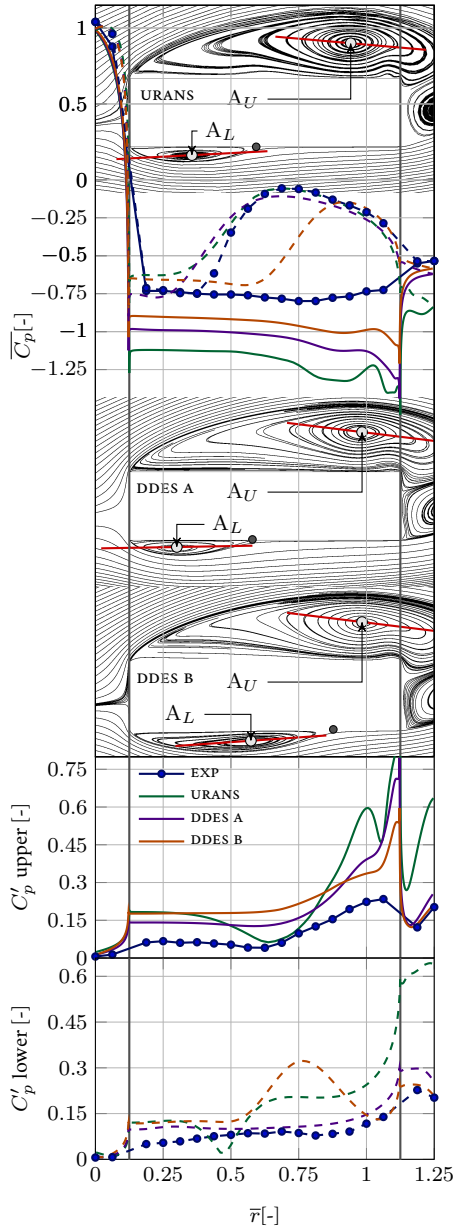 1
0.5
0
−0.25
−0.5
−0.75
−1
−1.25
C̅p[-]
URANS
A_U
A_L
DDES A
A_U
A_L
DDES B
A_U
A_L
0.75
0.6
0.45
0.3
0.15
0
C′p upper [-]
EXP
URANS
DDES A
DDES B
0.6
0.45
0.3
0.15
0
C′p lower [-]
0 0.25 0.5 0.75 1 1.25
r̅[-]